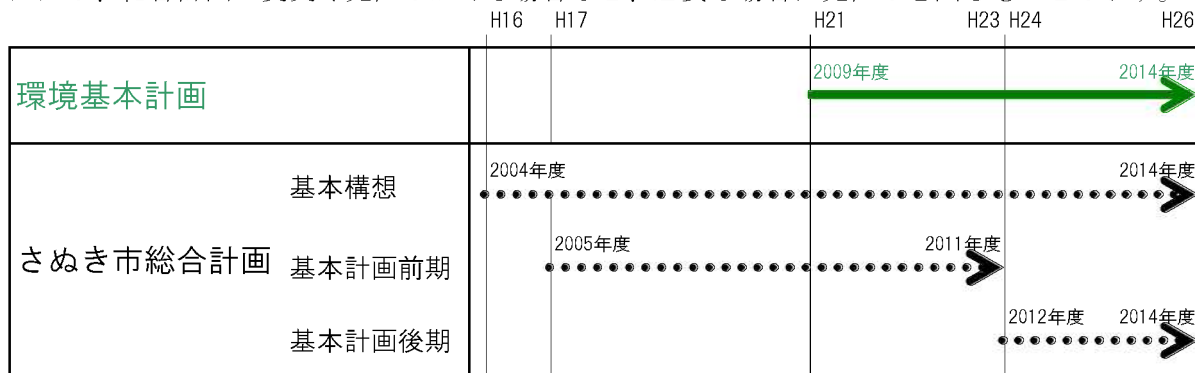 H16 H17 H21 H23 H24 H26
環境基本計画 2009年度 2014年度
基本構想 2004年度 2014年度
さぬき市総合計画 基本計画前期 2005年度 2011年度
基本計画後期 2012年度 2014年度